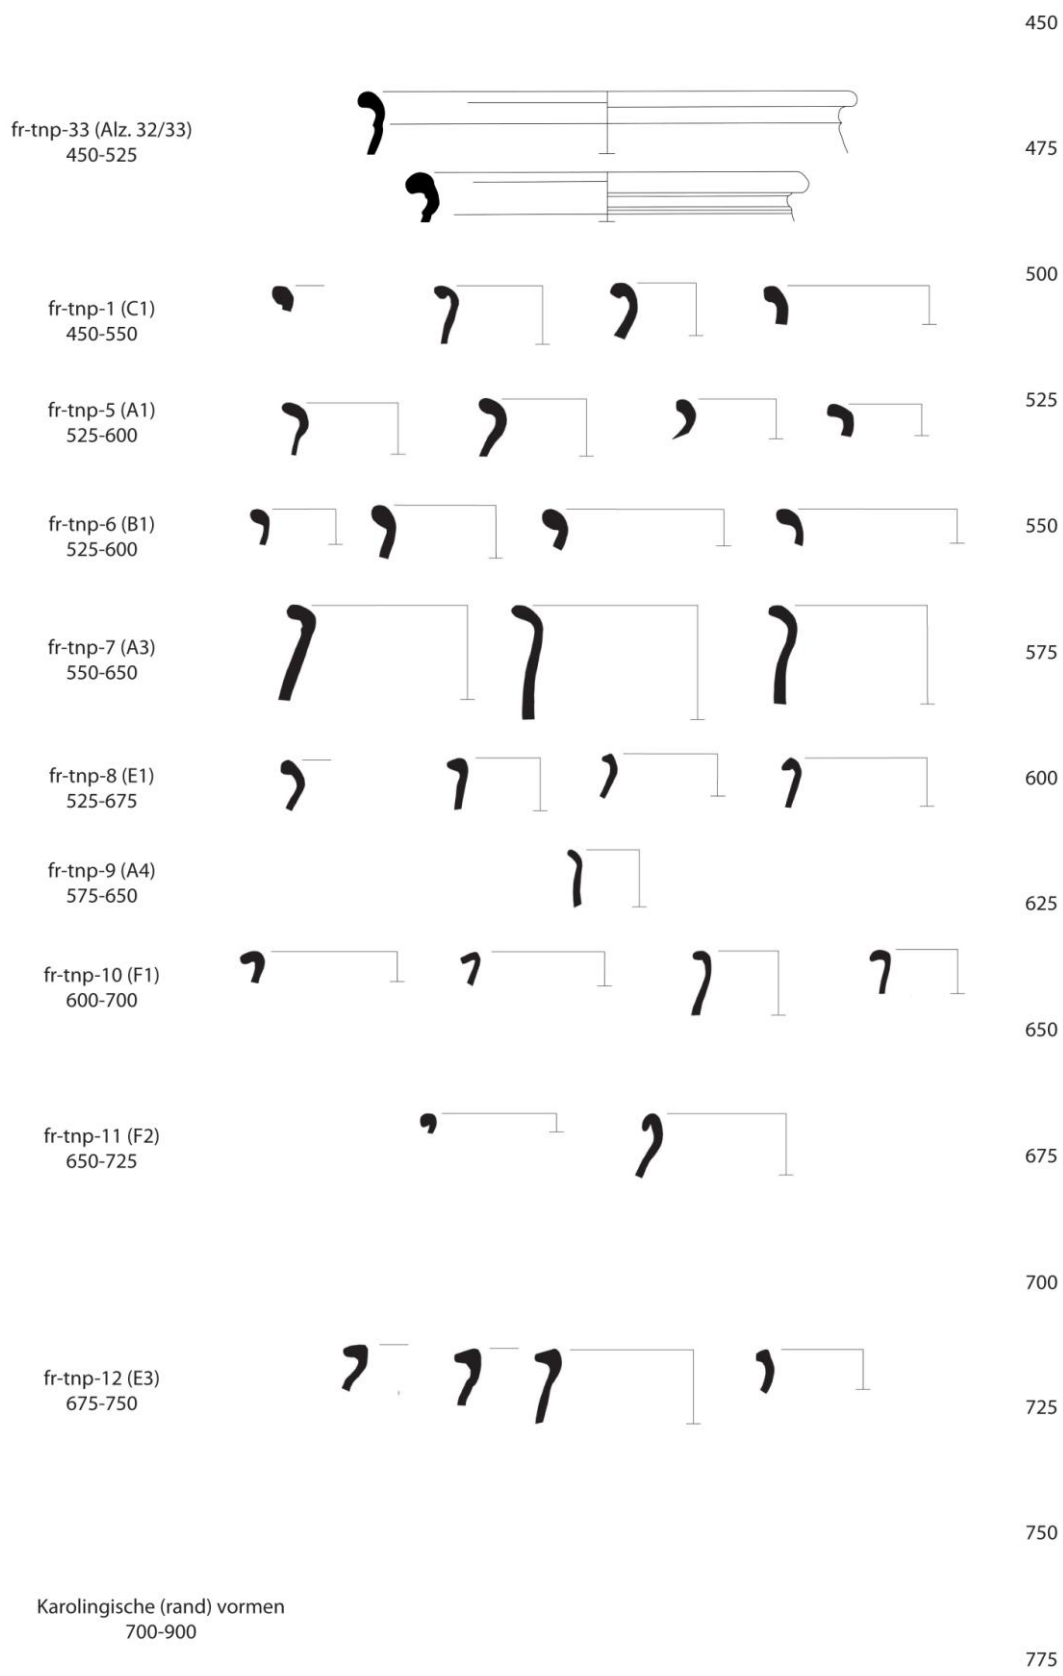 450
fr-tnp-33 (Alz. 32/33)
450-525
475
500
fr-tnp-1 (C1)
450-550
525
fr-tnp-5 (A1)
525-600
fr-tnp-6 (B1)
525-600
550
fr-tnp-7 (A3)
550-650
575
fr-tnp-8 (E1)
525-675
600
fr-tnp-9 (A4)
575-650
625
fr-tnp-10 (F1)
600-700
650
fr-tnp-11 (F2)
650-725
675
700
fr-tnp-12 (E3)
675-750
725
750
Karolingische (rand) vormen
700-900
775